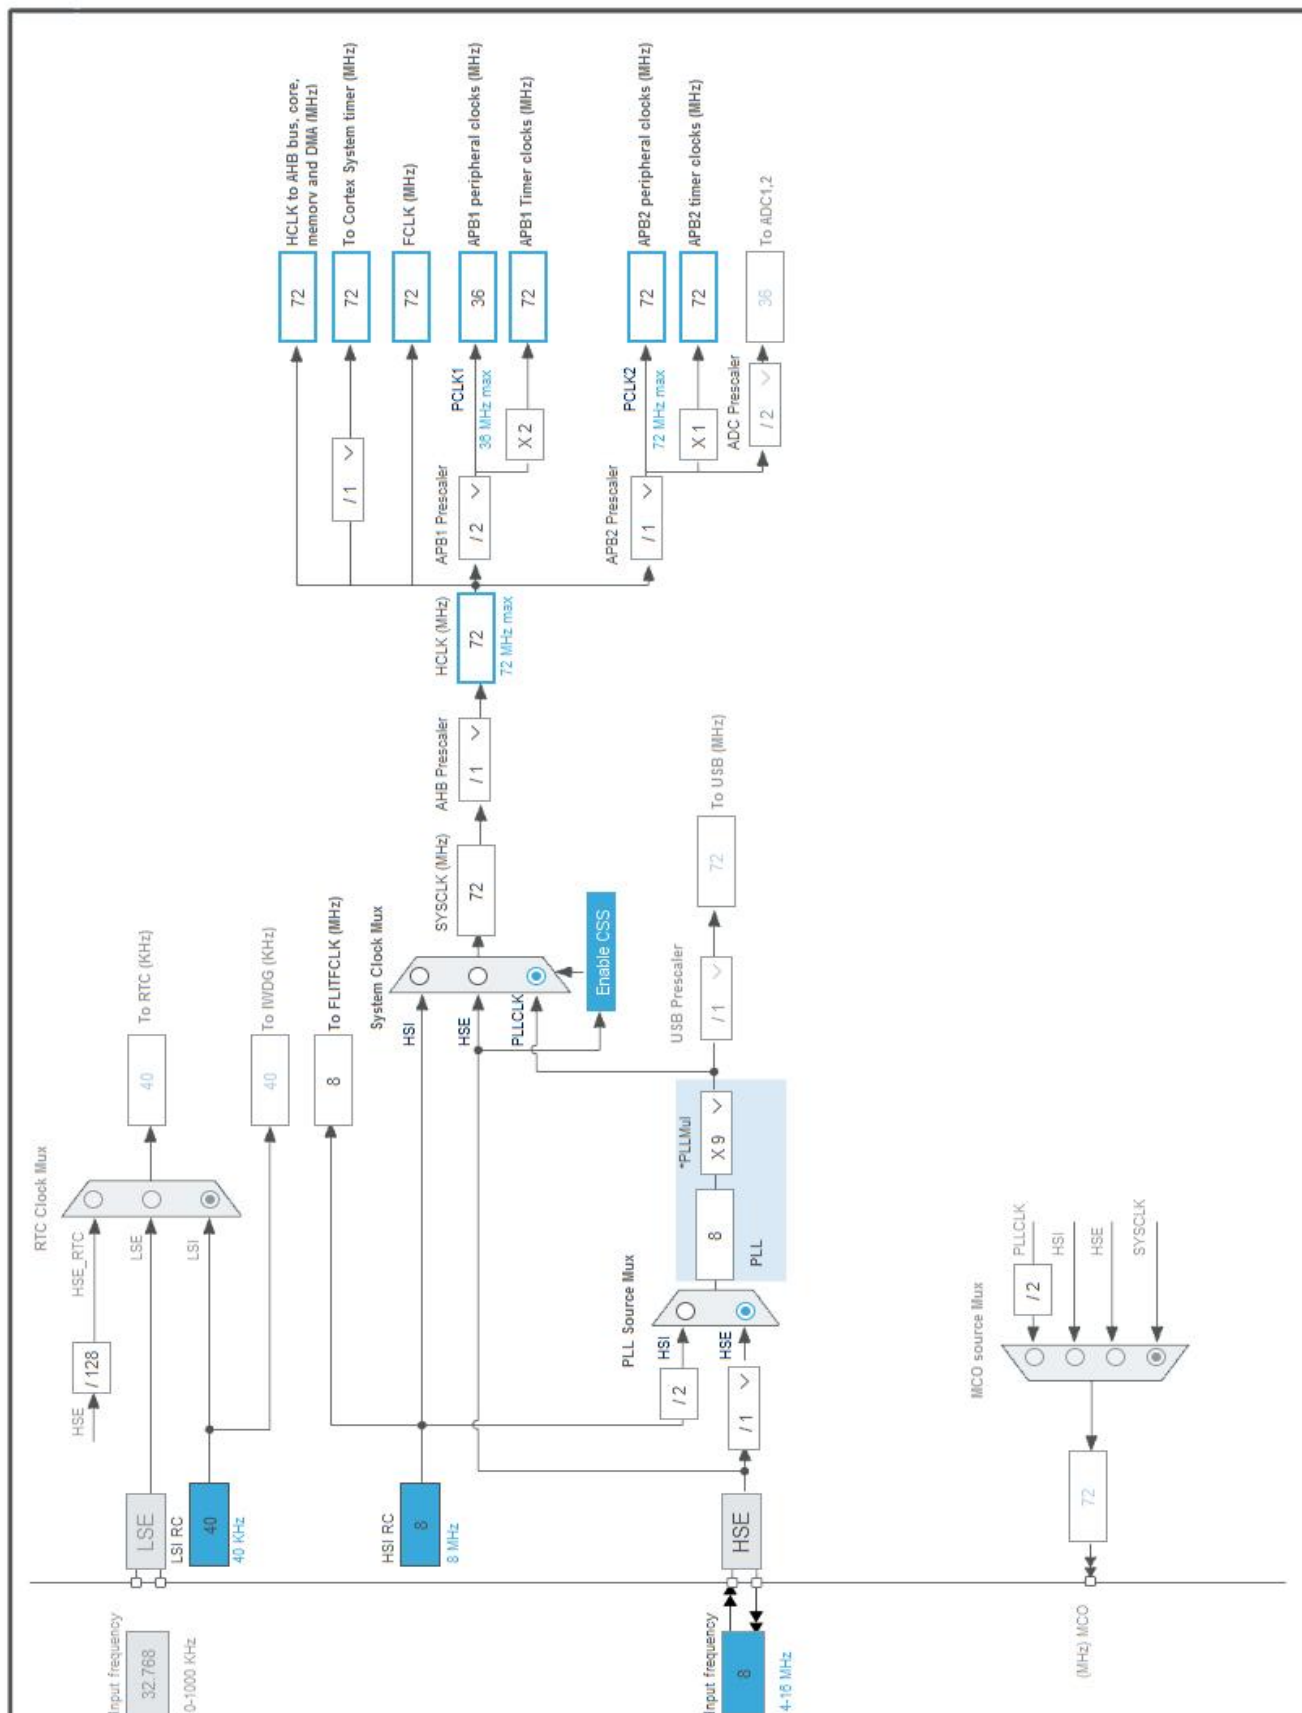 Input frequency
32.768
0-1000 KHz
LSE
LSI RC
40
40 KHz
HSE
/ 128
HSE_RTC
LSE
LSI
RTC Clock Mux
40
To RTC (KHz)
40
To IWDG (KHz)
HSI RC
8
8 MHz
8
To FLITFCLK (MHz)
System Clock Mux
HSI
HSE
PLLCLK
Enable CSS
SYSCLK (MHz)
72
AHB Prescaler
/ 1
HCLK (MHz)
72
72 MHz max
72
HCLK to AHB bus, core,
memory and DMA (MHz)
/ 1
72
To Cortex System timer (MHz)
72
FCLK (MHz)
APB1 Prescaler
/ 2
PCLK1
36 MHz max
36
APB1 peripheral clocks (MHz)
X 2
72
APB1 Timer clocks (MHz)
APB2 Prescaler
/ 1
PCLK2
72 MHz max
72
APB2 peripheral clocks (MHz)
X 1
72
APB2 timer clocks (MHz)
ADC Prescaler
/ 2
36
To ADC1,2
Input frequency
8
4-16 MHz
HSE
/ 2
/ 1
PLL Source Mux
HSI
HSE
8
PLL
*PLLMul
X 9
USB Prescaler
/ 1
72
To USB (MHz)
(MHz) MCO
72
MCO source Mux
/ 2
PLLCLK
HSI
HSE
SYSCLK